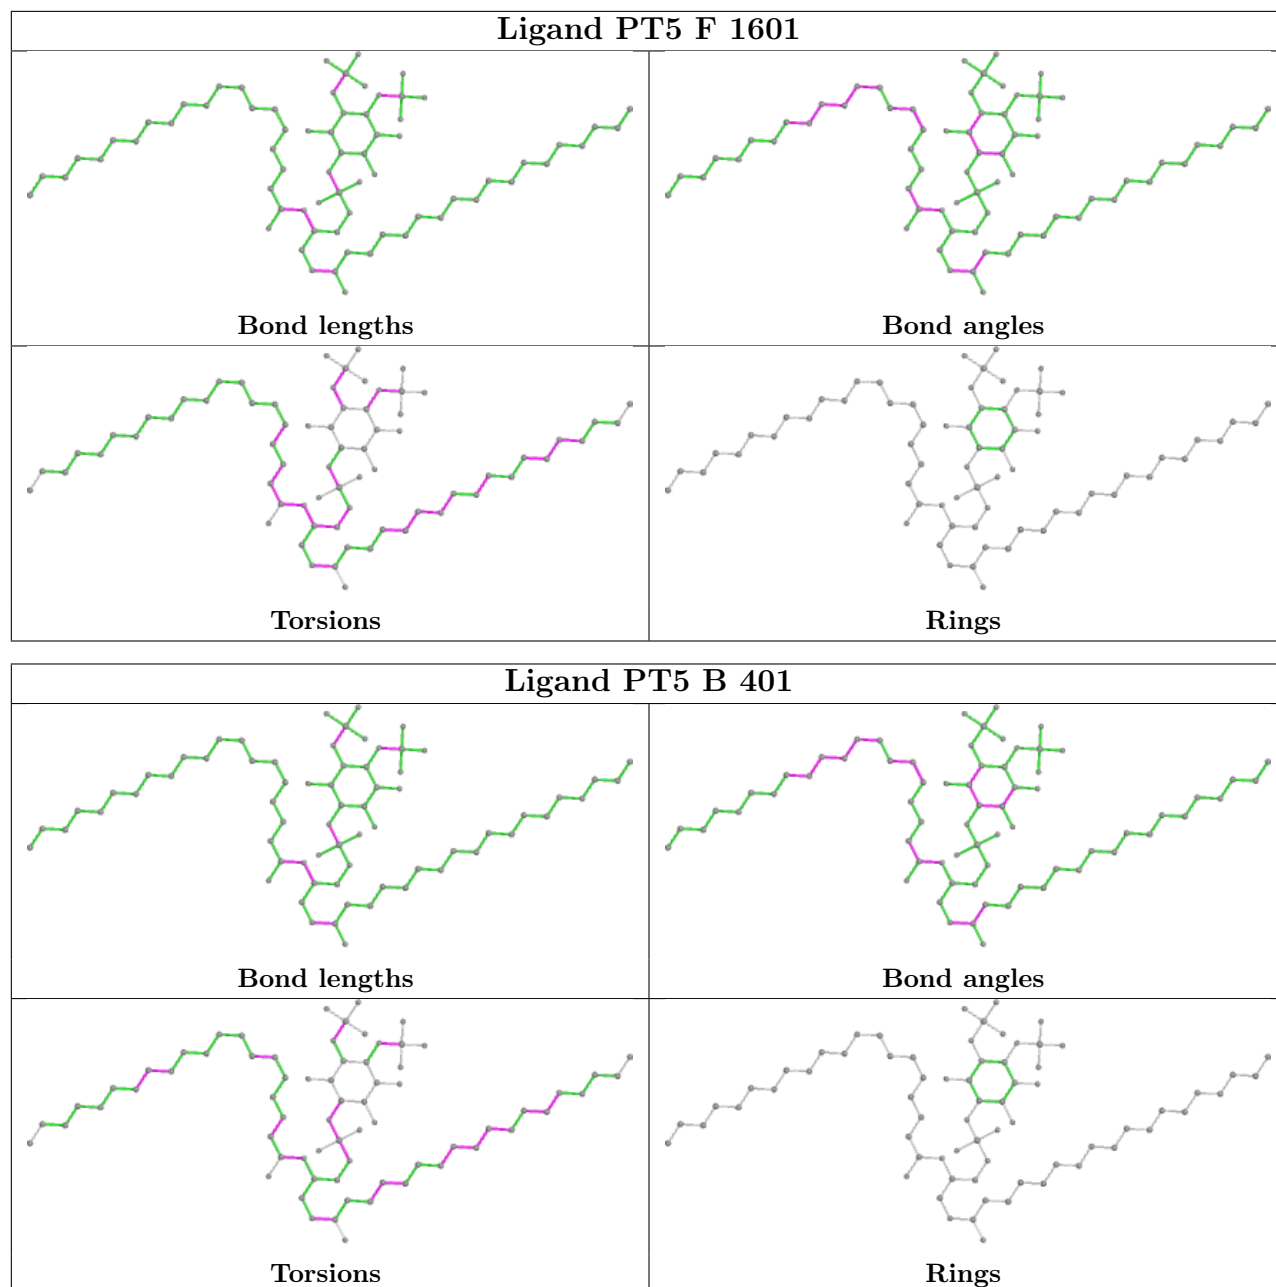 Ligand PT5 F 1601
Bond lengths
Bond angles
Torsions
Rings
Ligand PT5 B 401
Bond lengths
Bond angles
Torsions
Rings